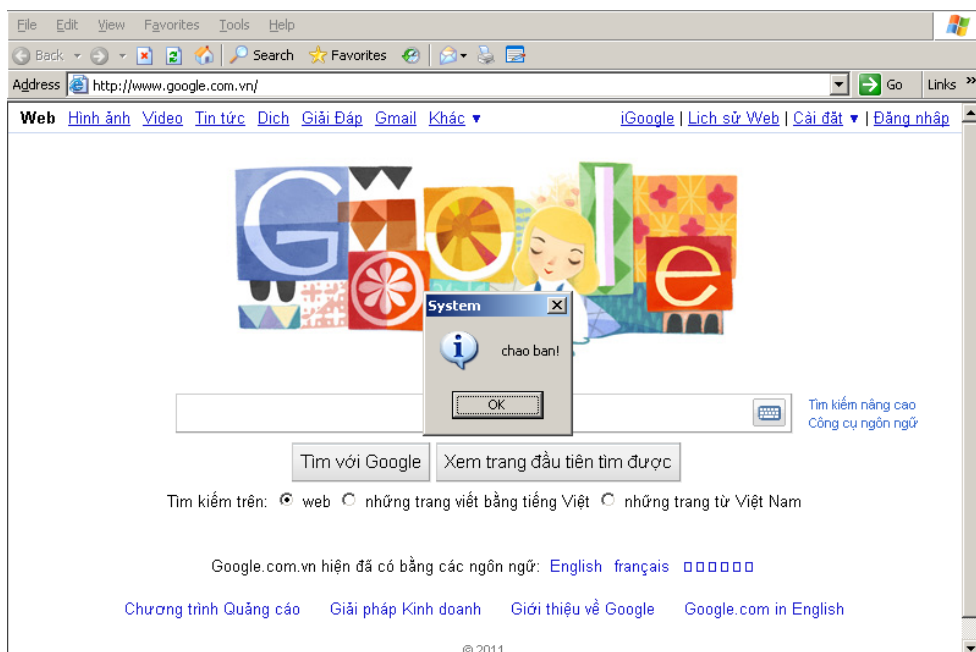 File Edit View Favorites Tools Help
Back Search Favorites
Address http://www.google.com.vn/ Go Links »
Web Hình ảnh Video Tin tức Dịch Giải Đáp Gmail Khác ▼ iGoogle | Lịch sử Web | Cài đặt ▼ | Đăng nhập
Google
System
chao ban!
OK
Tìm kiếm nâng cao
Công cụ ngôn ngữ
Tìm với Google Xem trang đầu tiên tìm được
Tìm kiếm trên: web những trang viết bằng tiếng Việt những trang từ Việt Nam
Google.com.vn hiện đã có bằng các ngôn ngữ: English français
Chương trình Quảng cáo Giải pháp Kinh doanh Giới thiệu về Google Google.com in English
© 2011